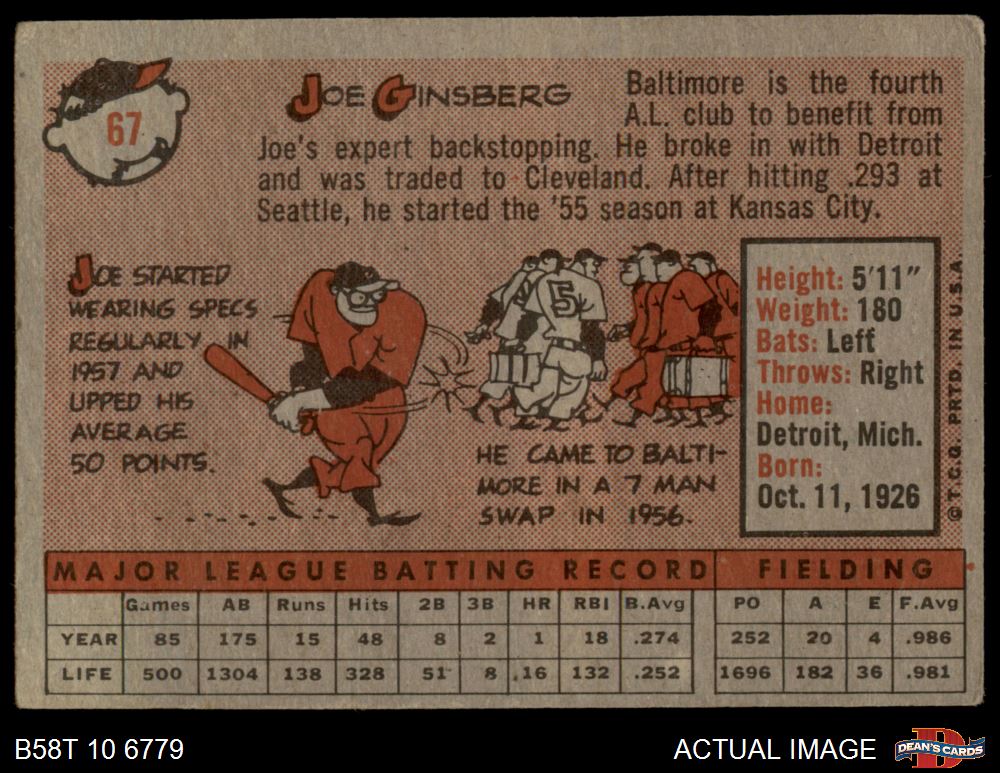 67
JOE GINSBERG
Baltimore is the fourth
A.L. club to benefit from
Joe's expert backstopping. He broke in with Detroit
and was traded to Cleveland. After hitting .293 at
Seattle, he started the '55 season at Kansas City.
JOE STARTED
WEARING SPECS
REGULARLY IN
1957 AND
UPPED HIS
AVERAGE
50 POINTS.
5
HE CAME TO BALTI-
MORE IN A 7 MAN
SWAP IN 1956.
Height: 5'11"
Weight: 180
Bats: Left
Throws: Right
Home:
Detroit, Mich.
Born:
Oct. 11, 1926
© T.C.G. PRTD. IN U.S.A.
MAJOR LEAGUE BATTING RECORD FIELDING
Games AB Runs Hits 2B 3B HR RBI B.Avg PO A E F.Avg
YEAR 85 175 15 48 8 2 1 18 .274 252 20 4 .986
LIFE 500 1304 138 328 51 8 16 132 .252 1696 182 36 .981
B58T 10 6779
ACTUAL IMAGE
D
DEAN'S CARDS